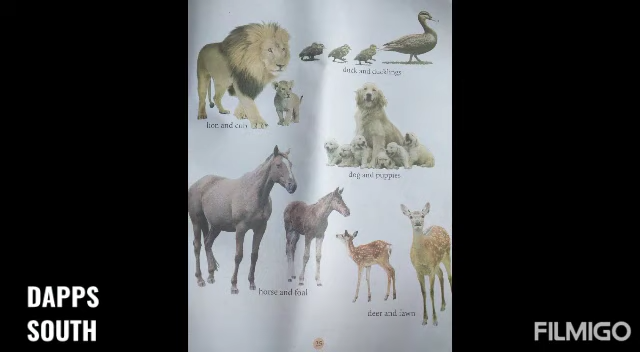 duck and ducklings
lion and cub
dog and puppies
horse and foal
deer and fawn
DAPPS
SOUTH
FILMIGO